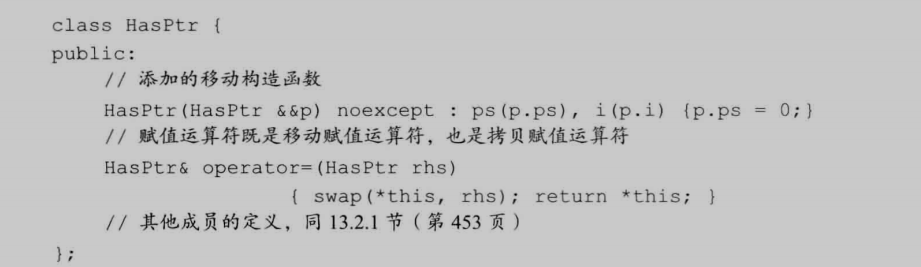 class HasPtr {
public:
// 添加的移动构造函数
HasPtr(HasPtr &&p) noexcept : ps(p.ps), i(p.i) {p.ps = 0;}
// 赋值运算符既是移动赋值运算符，也是拷贝赋值运算符
HasPtr& operator=(HasPtr rhs)
{ swap(*this, rhs); return *this; }
// 其他成员的定义，同 13.2.1 节（第 453 页）
};